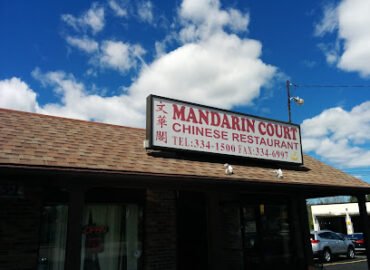 文華閣
MANDARIN COURT
CHINESE RESTAURANT
TEL:334-1500 FAX:334-6997